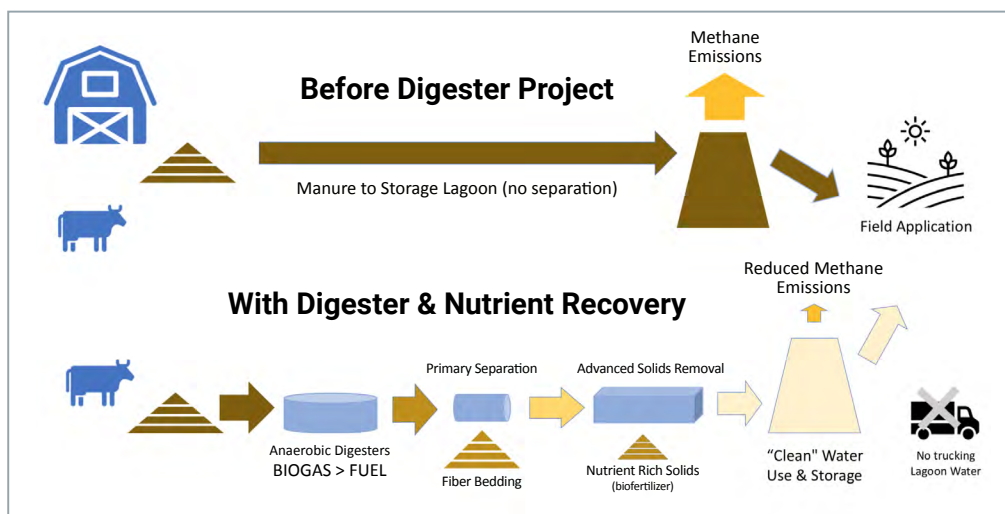 Methane
Emissions
Before Digester Project
Manure to Storage Lagoon (no separation)
Field Application
Reduced Methane
Emissions
With Digester & Nutrient Recovery
Primary Separation
Advanced Solids Removal
Anaerobic Digesters
BIOGAS > FUEL
Fiber Bedding
Nutrient Rich Solids
(biofertilizer)
“Clean" Water
Use & Storage
No trucking
Lagoon Water